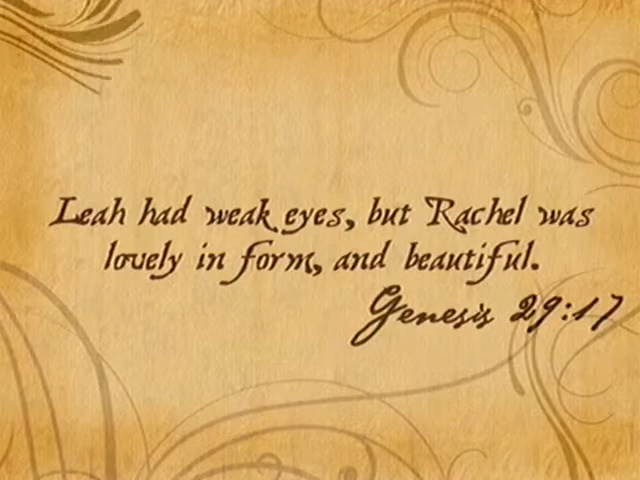 Leah had weak eyes, but Rachel was
lovely in form, and beautiful.
Genesis 29:17